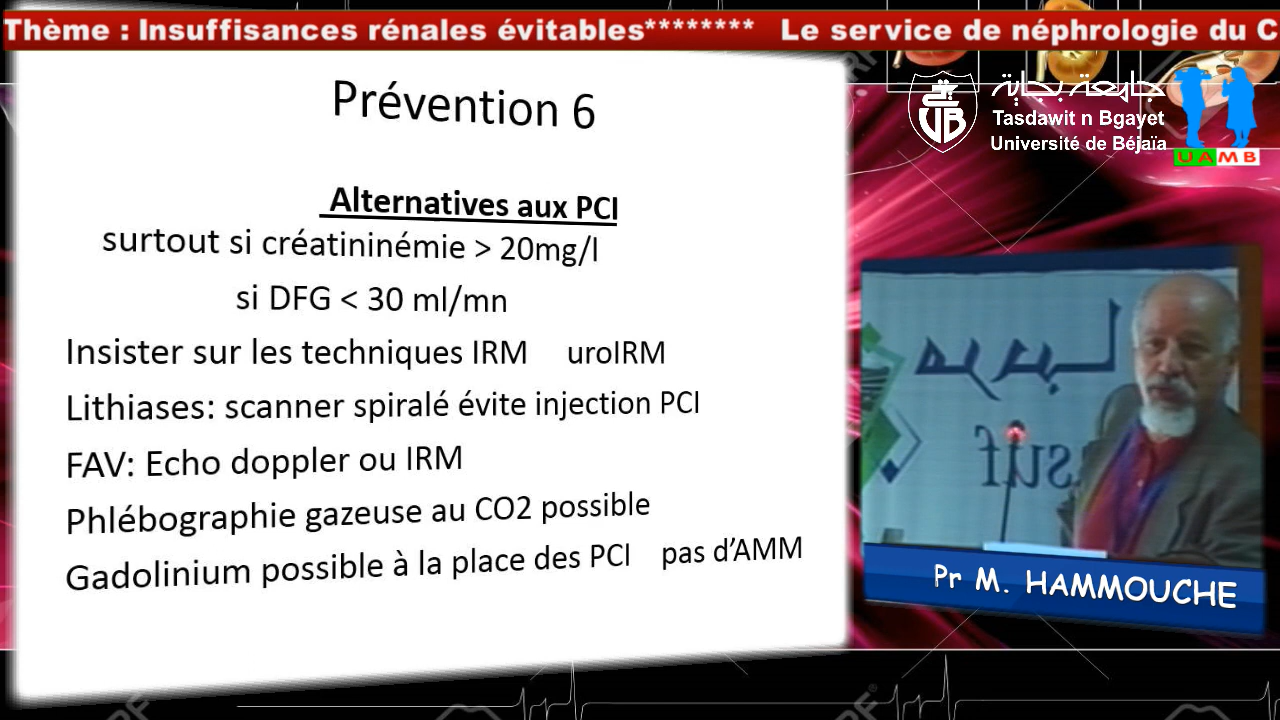 Thème : Insuffisances rénales évitables******** Le service de néphrologie du C
Prévention 6
Alternatives aux PCI
surtout si créatininémie > 20mg/l
si DFG < 30 ml/mn
Insister sur les techniques IRM uroIRM
Lithiases: scanner spiralé évite injection PCI
FAV: Echo doppler ou IRM
Phlébographie gazeuse au CO2 possible
Gadolinium possible à la place des PCI pas d’AMM
جامعة بجاية
Tasdawit n Bgayet
Université de Béjaïa
UAMB
Pr M. HAMMOUCHE